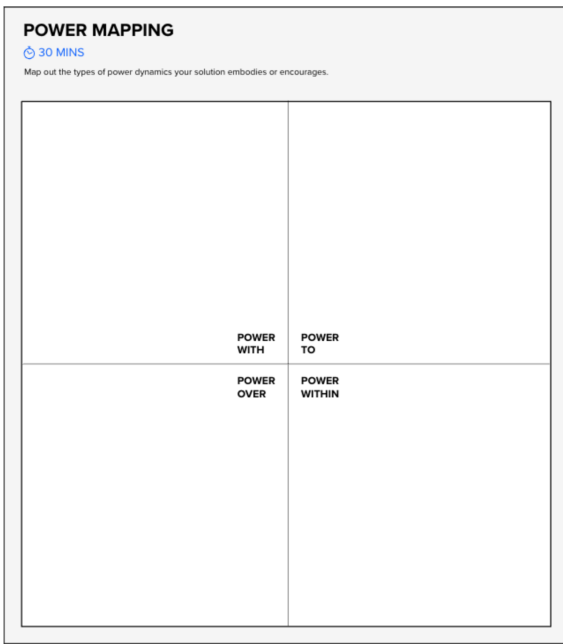 POWER MAPPING
30 MINS
Map out the types of power dynamics your solution embodies or encourages.
POWER
WITH
POWER
TO
POWER
OVER
POWER
WITHIN